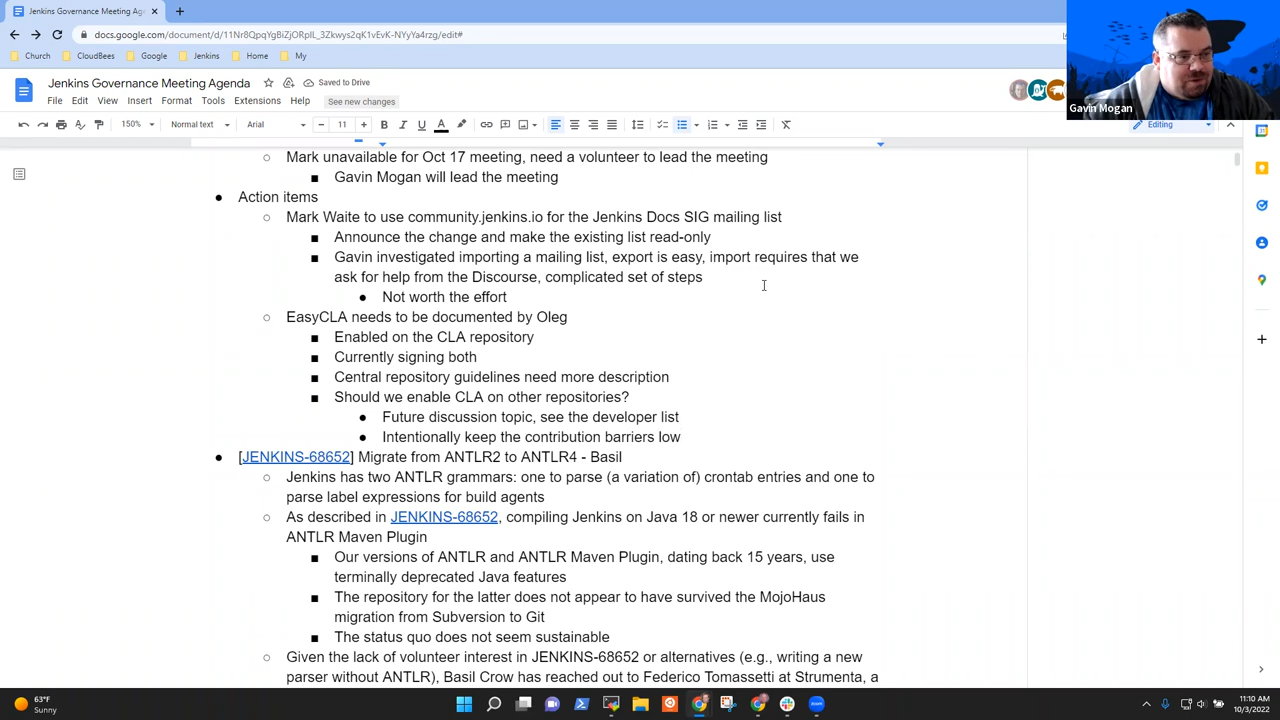 Jenkins Governance Meeting Age
docs.google.com/document/d/11Nr8QpqYgBiZjORpIL_3Zkwys2qK1vEvK-NYyYa4rzg/edit#
Church CloudBees Google Jenkins Home My
Jenkins Governance Meeting Agenda Saved to Drive
File Edit View Insert Format Tools Extensions Help See new changes
Gavin Mogan
150% Normal text Arial 11 Editing
Mark unavailable for Oct 17 meeting, need a volunteer to lead the meeting
Gavin Mogan will lead the meeting
Action items
Mark Waite to use community.jenkins.io for the Jenkins Docs SIG mailing list
Announce the change and make the existing list read-only
Gavin investigated importing a mailing list, export is easy, import requires that we
ask for help from the Discourse, complicated set of steps
Not worth the effort
EasyCLA needs to be documented by Oleg
Enabled on the CLA repository
Currently signing both
Central repository guidelines need more description
Should we enable CLA on other repositories?
Future discussion topic, see the developer list
Intentionally keep the contribution barriers low
[JENKINS-68652] Migrate from ANTLR2 to ANTLR4 - Basil
Jenkins has two ANTLR grammars: one to parse (a variation of) crontab entries and one to
parse label expressions for build agents
As described in JENKINS-68652, compiling Jenkins on Java 18 or newer currently fails in
ANTLR Maven Plugin
Our versions of ANTLR and ANTLR Maven Plugin, dating back 15 years, use
terminally deprecated Java features
The repository for the latter does not appear to have survived the MojoHaus
migration from Subversion to Git
The status quo does not seem sustainable
Given the lack of volunteer interest in JENKINS-68652 or alternatives (e.g., writing a new
parser without ANTLR), Basil Crow has reached out to Federico Tomassetti at Strumenta, a
63°F
Sunny
11:10 AM
10/3/2022